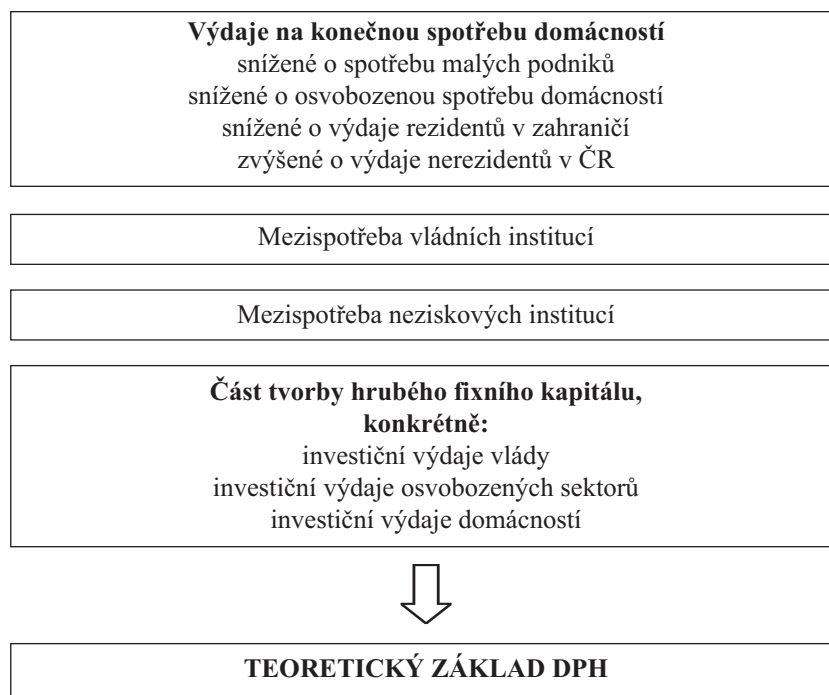 Výdaje na konečnou spotřebu domácností
snížené o spotřebu malých podniků
snížené o osvobozenou spotřebu domácností
snížené o výdaje rezidentů v zahraničí
zvýšené o výdaje nerezidentů v ČR
Mezispotřeba vládních institucí
Mezispotřeba neziskových institucí
Část tvorby hrubého fixního kapitálu,
konkrétně:
investiční výdaje vlády
investiční výdaje osvobozených sektorů
investiční výdaje domácností
TEORETICKÝ ZÁKLAD DPH